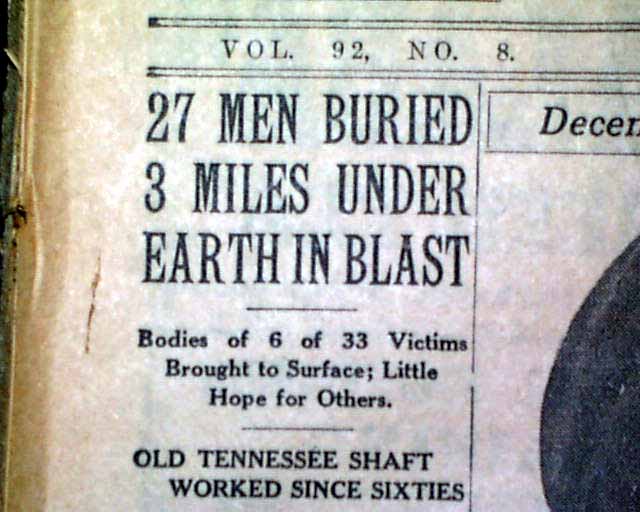 VOL. 92, NO. 8.
27 MEN BURIED
3 MILES UNDER
EARTH IN BLAST
Bodies of 6 of 33 Victims
Brought to Surface; Little
Hope for Others.
OLD TENNESSEE SHAFT
WORKED SINCE SIXTIES